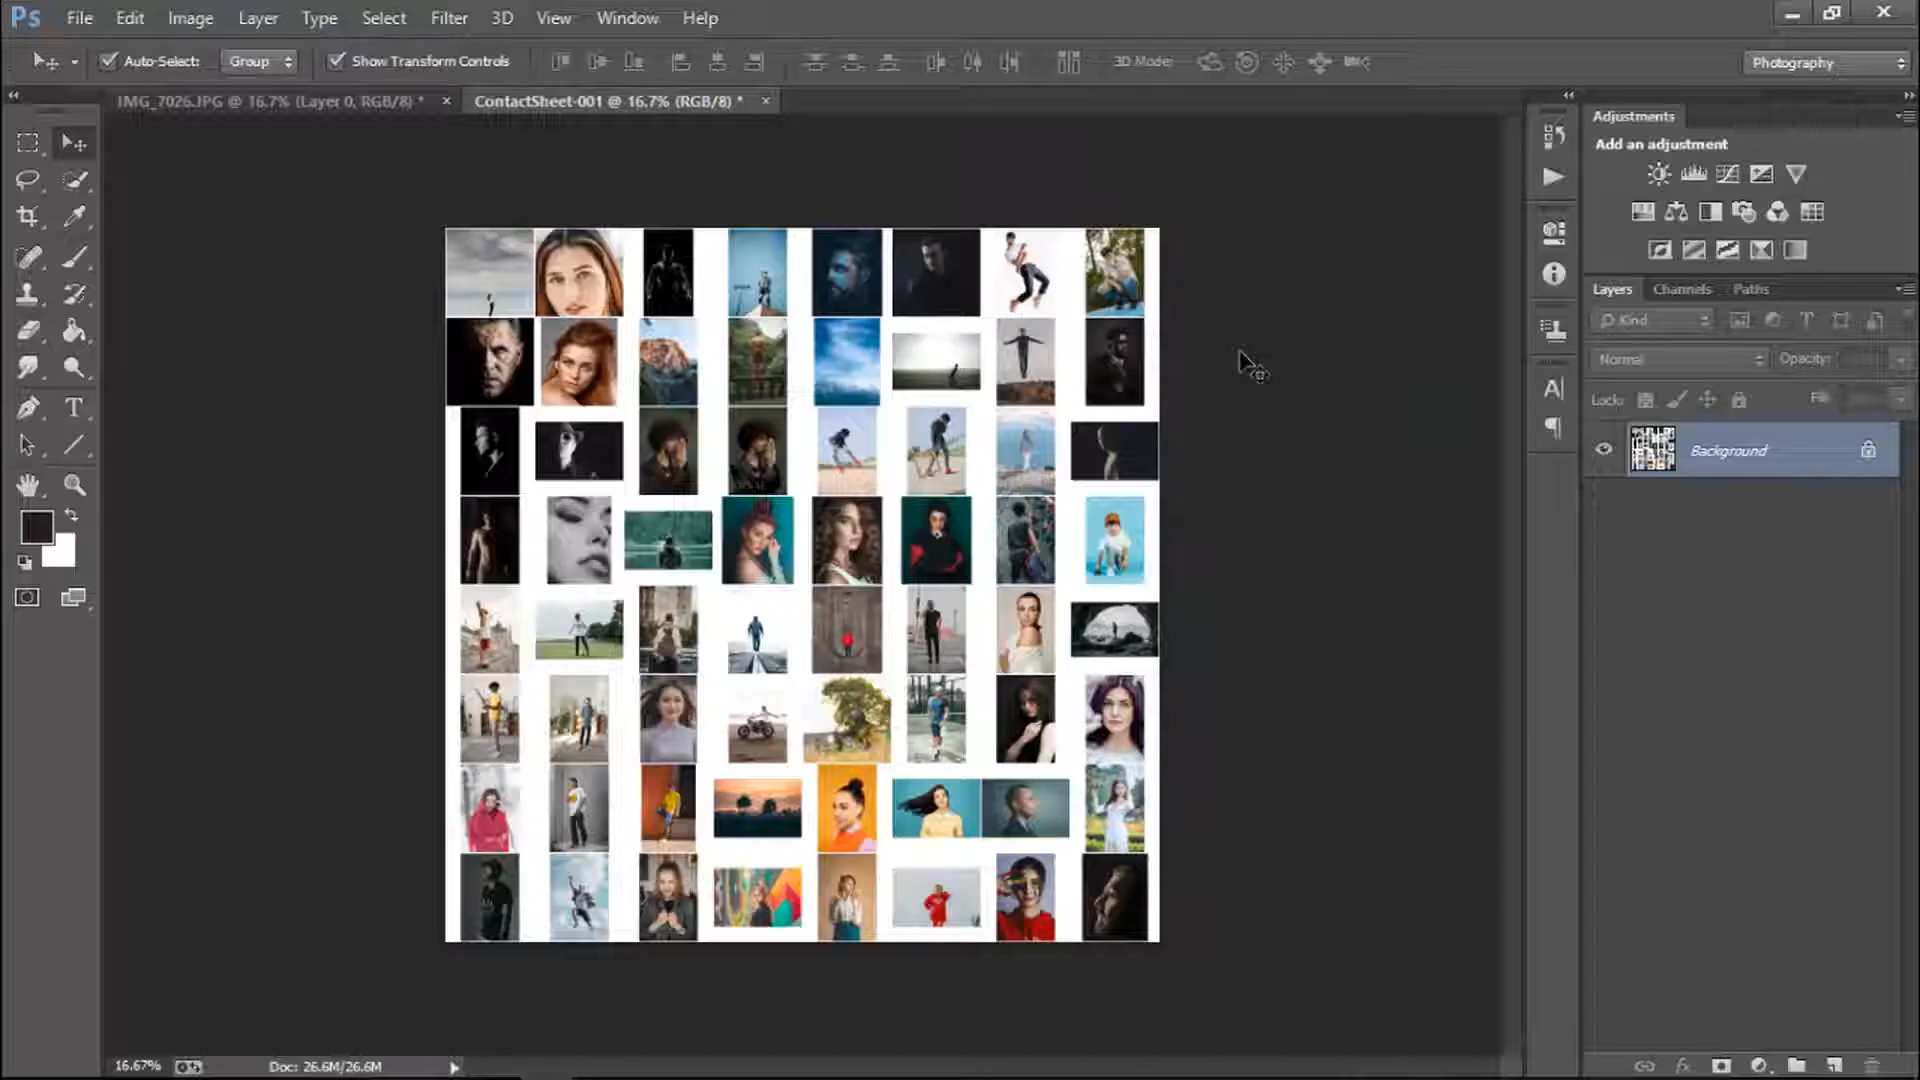 Ps File Edit Image Layer Type Select Filter 3D View Window Help
Auto-Select: Group Show Transform Controls 3D Mode: Photography
IMG_7026.JPG @ 16.7% (Layer 0, RGB/8) * × ContactSheet-001 @ 16.7% (RGB/8) * ×
Adjustments
Add an adjustment
Layers Channels Paths
Kind
Normal Opacity:
Lock: Fill:
Background
16.67% Doc: 26.6M/26.6M